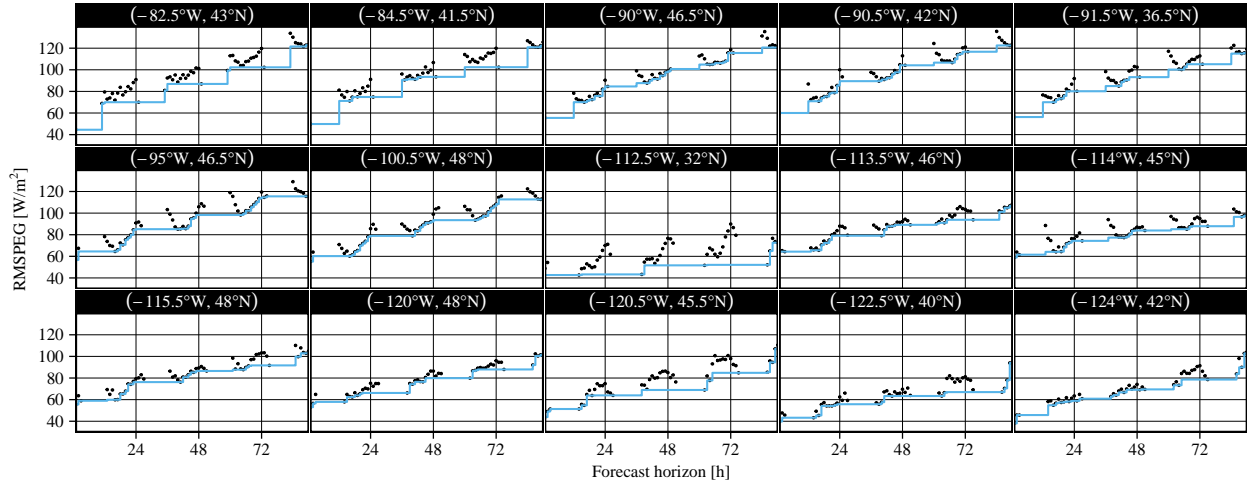 (−82.5°W, 43°N) (−84.5°W, 41.5°N) (−90°W, 46.5°N) (−90.5°W, 42°N) (−91.5°W, 36.5°N)
120
100
80
60
40
(−95°W, 46.5°N) (−100.5°W, 48°N) (−112.5°W, 32°N) (−113.5°W, 46°N) (−114°W, 45°N)
RMSPEG [W/m²]
120
100
80
60
40
(−115.5°W, 48°N) (−120°W, 48°N) (−120.5°W, 45.5°N) (−122.5°W, 40°N) (−124°W, 42°N)
120
100
80
60
40
24 48 72 24 48 72 24 48 72 24 48 72 24 48 72
Forecast horizon [h]